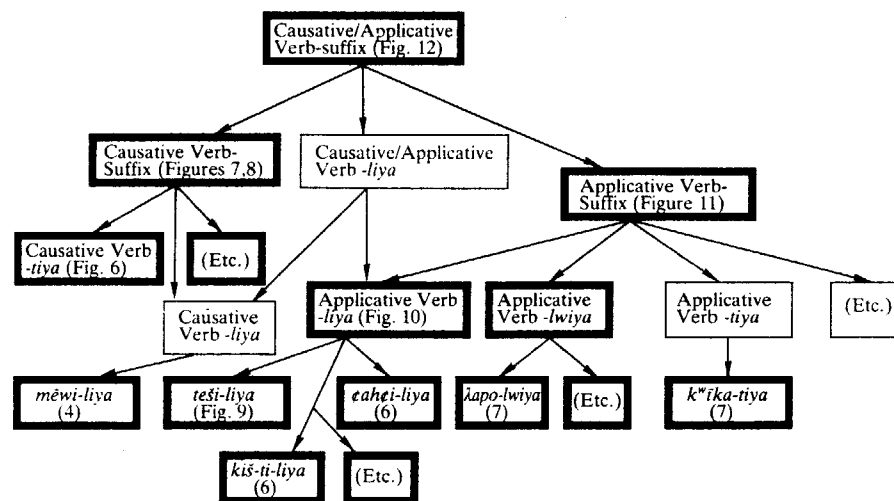 Causative/Applicative
Verb-suffix (Fig. 12)
Causative Verb-
Suffix (Figures 7,8)
Causative/Applicative
Verb -liya
Applicative Verb-
Suffix (Figure 11)
Causative Verb
-tiya (Fig. 6)
(Etc.)
Causative
Verb -liya
Applicative Verb
-liya (Fig. 10)
Applicative
Verb -lwiya
Applicative
Verb -tiya
(Etc.)
mēwi-liya
(4)
teši-liya
(Fig. 9)
¢ah¢i-liya
(6)
λapo-lwiya
(7)
(Etc.)
kʷīka-tiya
(7)
kiš-ti-liya
(6)
(Etc.)